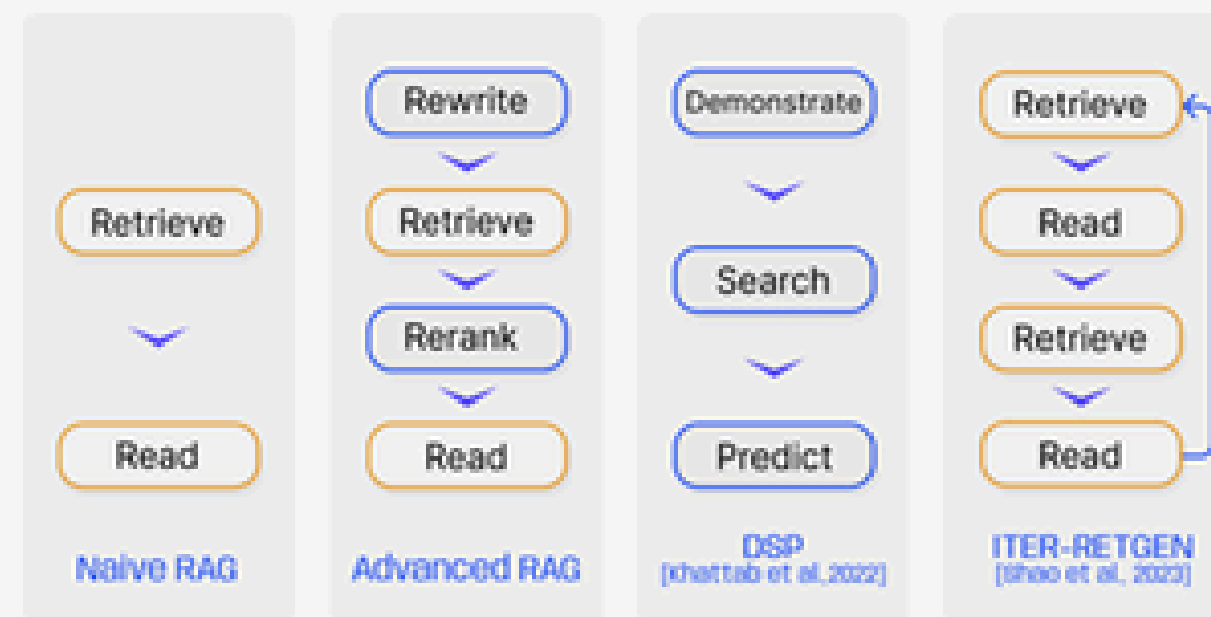 Retrieve
Read
Naive RAG
Rewrite
Retrieve
Rerank
Read
Advanced RAG
Demonstrate
Search
Predict
DSP
[Khattab et al.,2022]
Retrieve
Read
Retrieve
Read
ITER-RETGEN
[Shao et al., 2023]